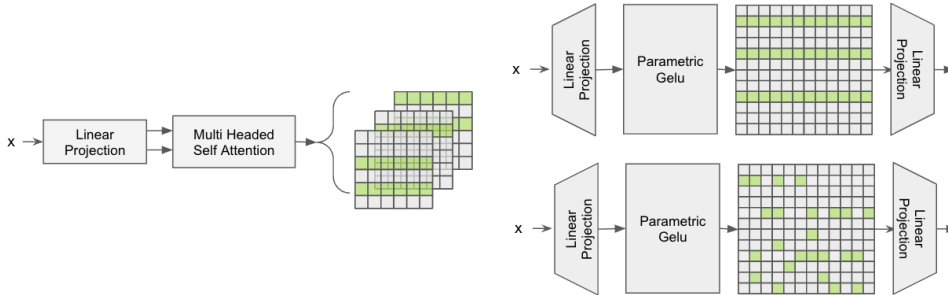 x
Linear
Projection
Multi Headed
Self Attention
x
Linear
Projection
Parametric
Gelu
Linear
Projection
x
Linear
Projection
Parametric
Gelu
Linear
Projection